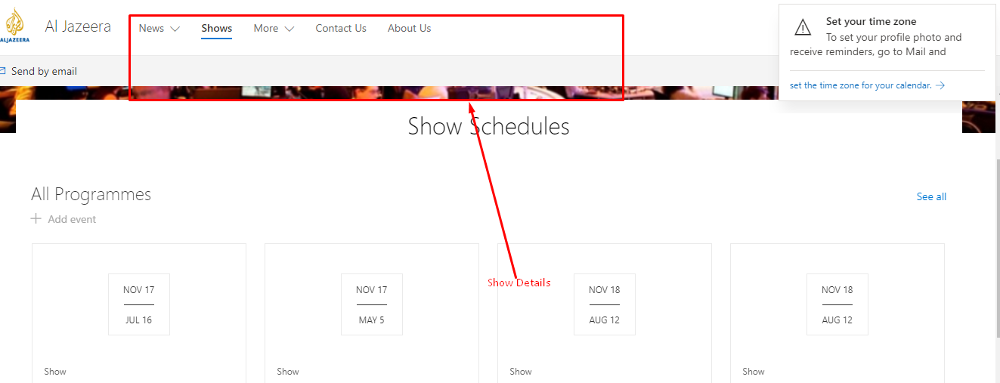 ALJAZEERA
Al Jazeera
News
Shows
More
Contact Us
About Us
Set your time zone
To set your profile photo and
receive reminders, go to Mail and
set the time zone for your calendar.
Send by email
Show Schedules
All Programmes
See all
Add event
Show Details
NOV 17
JUL 16
Show
NOV 17
MAY 5
Show
NOV 18
AUG 12
Show
NOV 18
AUG 12
Show